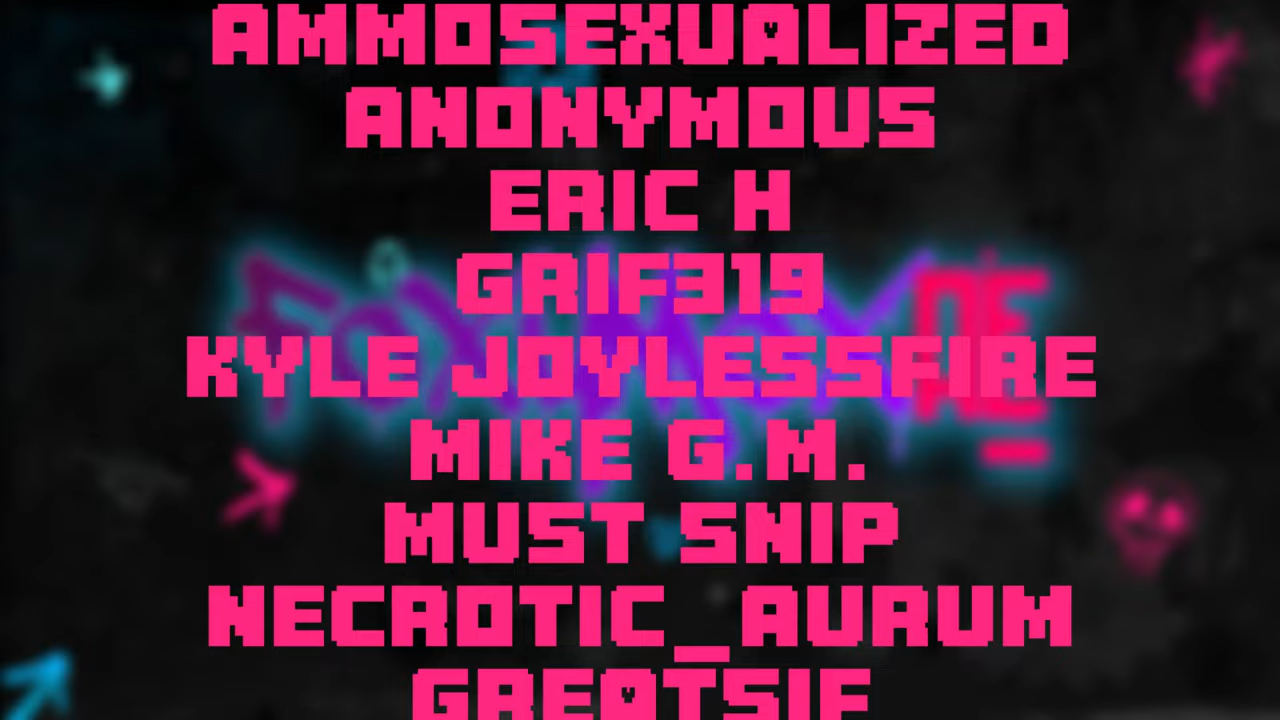 AMMOSEXUALIZED
ANONYMOUS
ERIC H
GRIF319
KYLE JOYLESSFIRE
MIKE G.M.
MUST SNIP
NECROTIC_AURUM